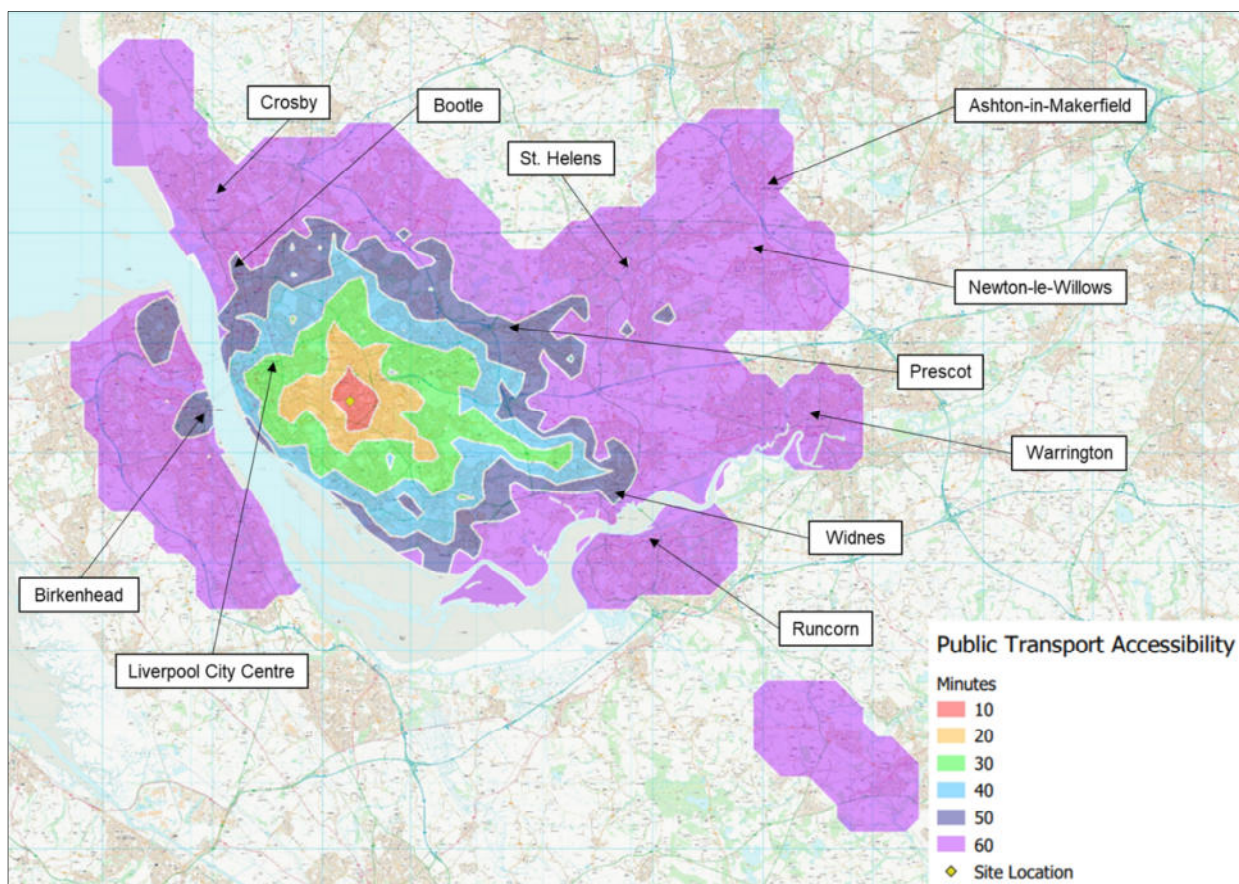 Crosby
Bootle
Ashton-in-Makerfield
St. Helens
Newton-le-Willows
Prescot
Warrington
Widnes
Birkenhead
Runcorn
Liverpool City Centre
Public Transport Accessibility
Minutes
10
20
30
40
50
60
Site Location